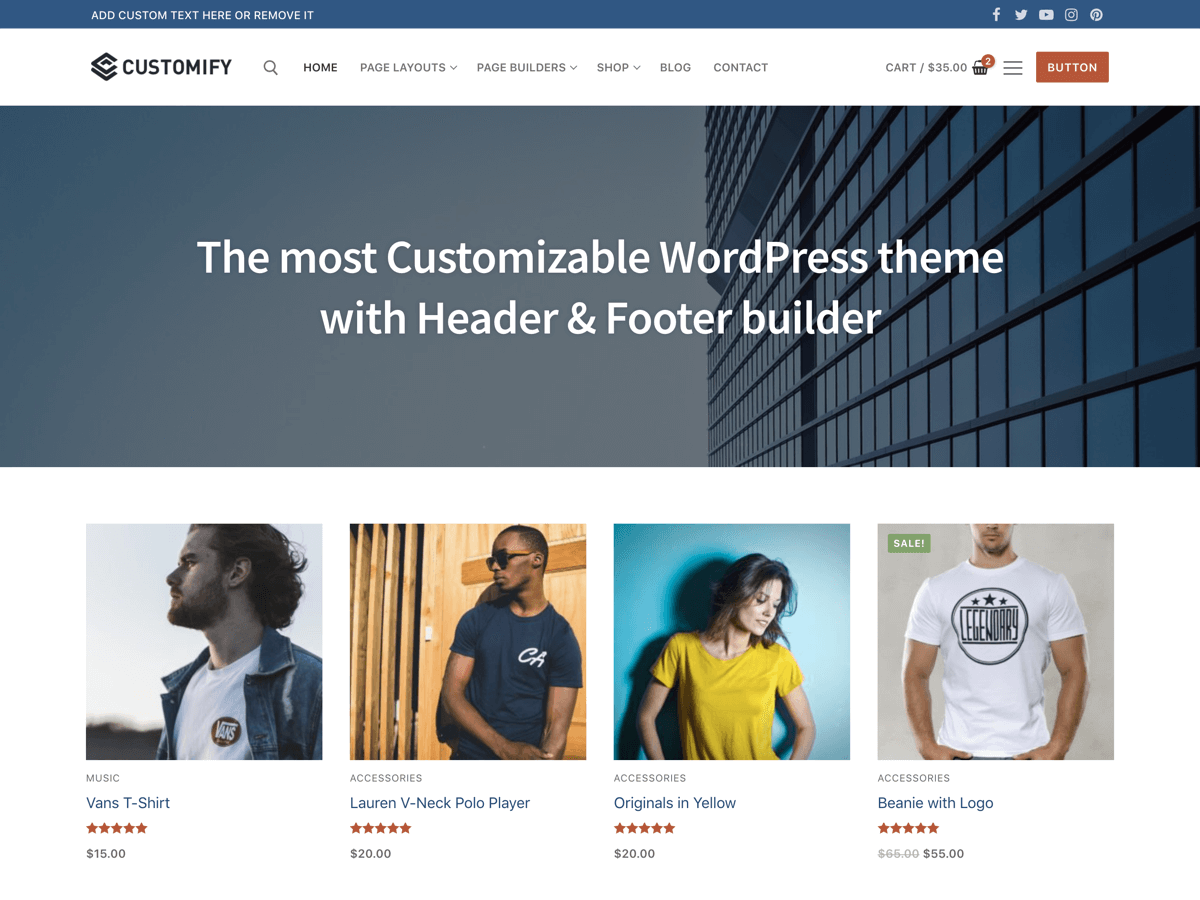 ADD CUSTOM TEXT HERE OR REMOVE IT
CUSTOMIFY
HOME PAGE LAYOUTS PAGE BUILDERS SHOP BLOG CONTACT
CART / $35.00 2
BUTTON
The most Customizable WordPress theme
with Header & Footer builder
VANS
CA
SALE!
LEGENDARY
MUSIC
Vans T-Shirt
$15.00
ACCESSORIES
Lauren V-Neck Polo Player
$20.00
ACCESSORIES
Originals in Yellow
$20.00
ACCESSORIES
Beanie with Logo
$65.00 $55.00